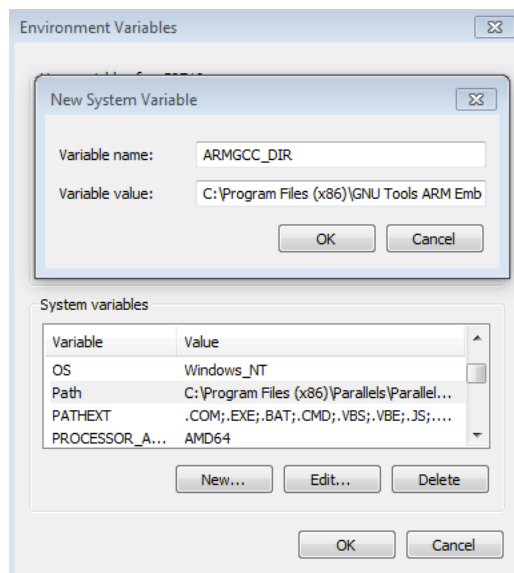 Environment Variables
New System Variable
Variable name: ARMGCC_DIR
Variable value: C:\Program Files (x86)\GNU Tools ARM Emb
OK Cancel
System variables
Variable Value
OS Windows_NT
Path C:\Program Files (x86)\Parallels\Parallel...
PATHEXT .COM;.EXE;.BAT;.CMD;.VBS;.VBE;.JS;....
PROCESSOR_A... AMD64
New... Edit... Delete
OK Cancel